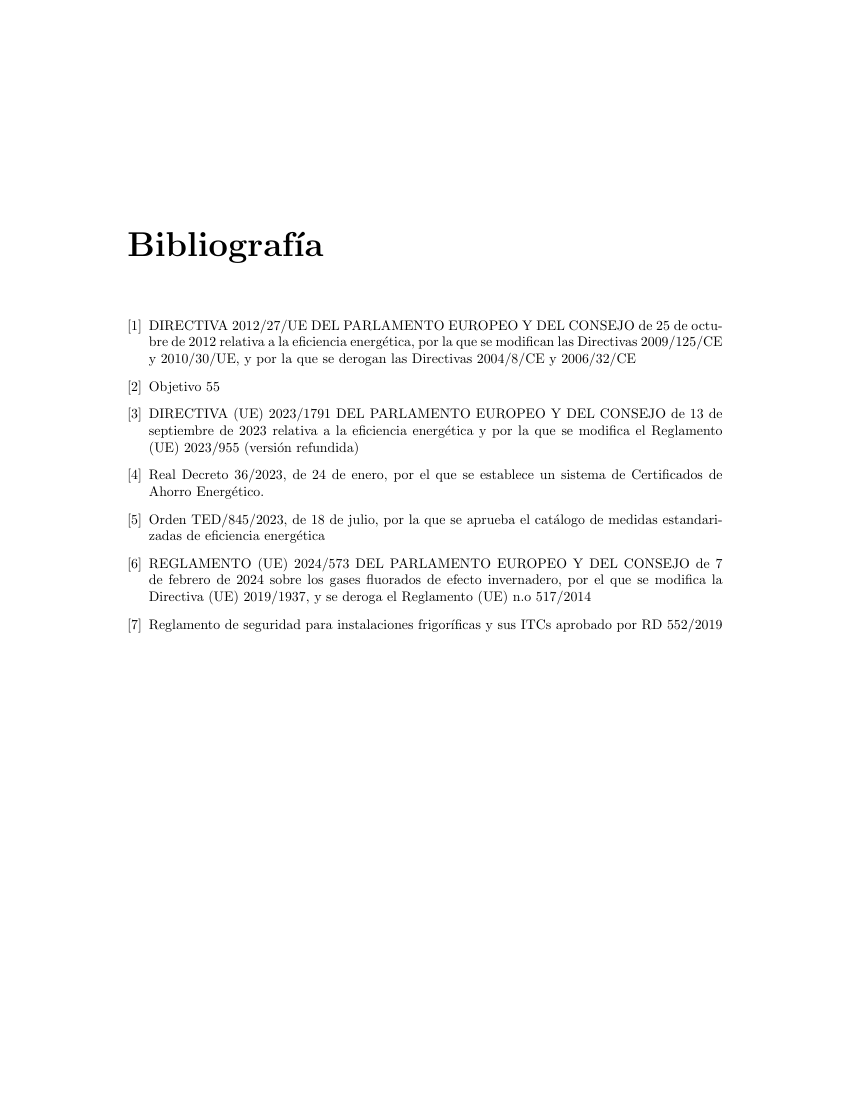 Bibliografía
[1] DIRECTIVA 2012/27/UE DEL PARLAMENTO EUROPEO Y DEL CONSEJO de 25 de octu-
bre de 2012 relativa a la eficiencia energética, por la que se modifican las Directivas 2009/125/CE
y 2010/30/UE, y por la que se derogan las Directivas 2004/8/CE y 2006/32/CE
[2] Objetivo 55
[3] DIRECTIVA (UE) 2023/1791 DEL PARLAMENTO EUROPEO Y DEL CONSEJO de 13 de
septiembre de 2023 relativa a la eficiencia energética y por la que se modifica el Reglamento
(UE) 2023/955 (versión refundida)
[4] Real Decreto 36/2023, de 24 de enero, por el que se establece un sistema de Certificados de
Ahorro Energético.
[5] Orden TED/845/2023, de 18 de julio, por la que se aprueba el catálogo de medidas estandari-
zadas de eficiencia energética
[6] REGLAMENTO (UE) 2024/573 DEL PARLAMENTO EUROPEO Y DEL CONSEJO de 7
de febrero de 2024 sobre los gases fluorados de efecto invernadero, por el que se modifica la
Directiva (UE) 2019/1937, y se deroga el Reglamento (UE) n.o 517/2014
[7] Reglamento de seguridad para instalaciones frigoríficas y sus ITCs aprobado por RD 552/2019